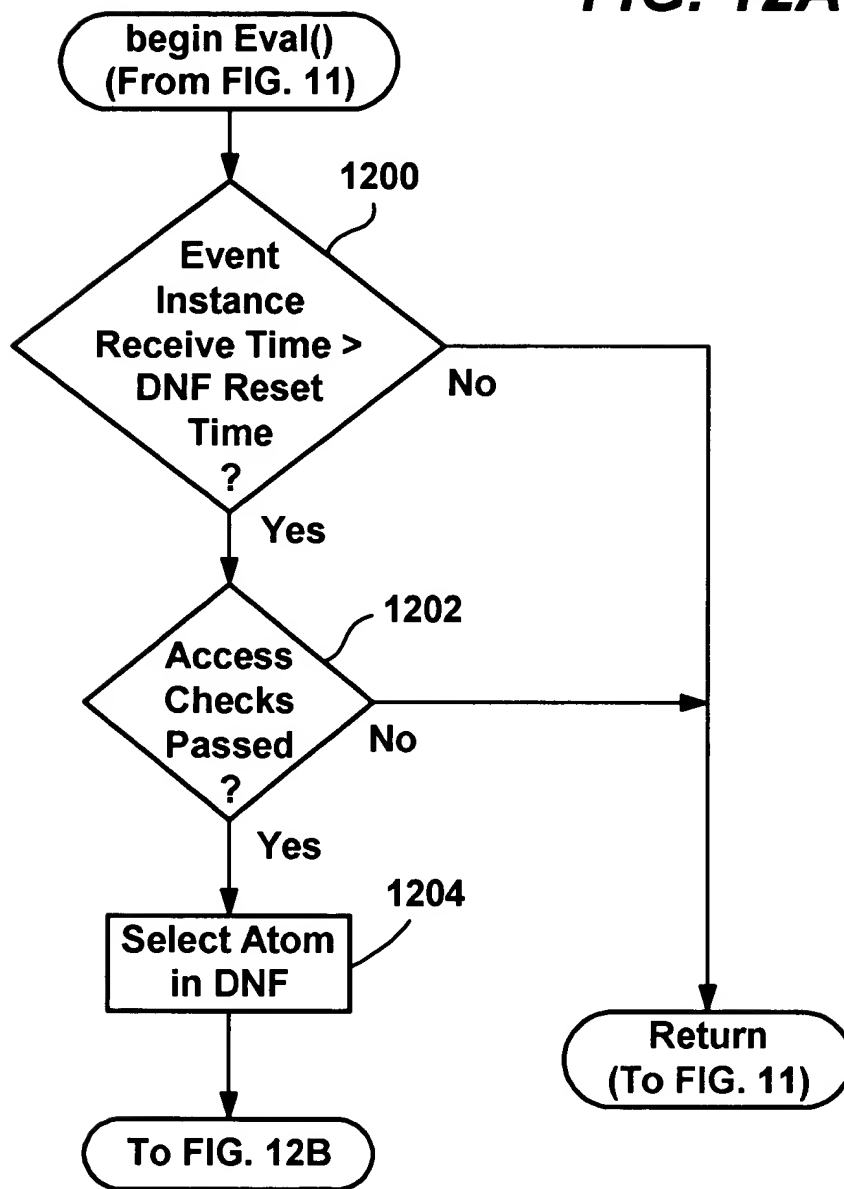 FIG. 12A
begin Eval()
(From FIG. 11)
1200
Event
Instance
Receive Time >
DNF Reset
Time
?
No
Yes
1202
Access
Checks
Passed
?
No
Yes
1204
Select Atom
in DNF
Return
(To FIG. 11)
To FIG. 12B